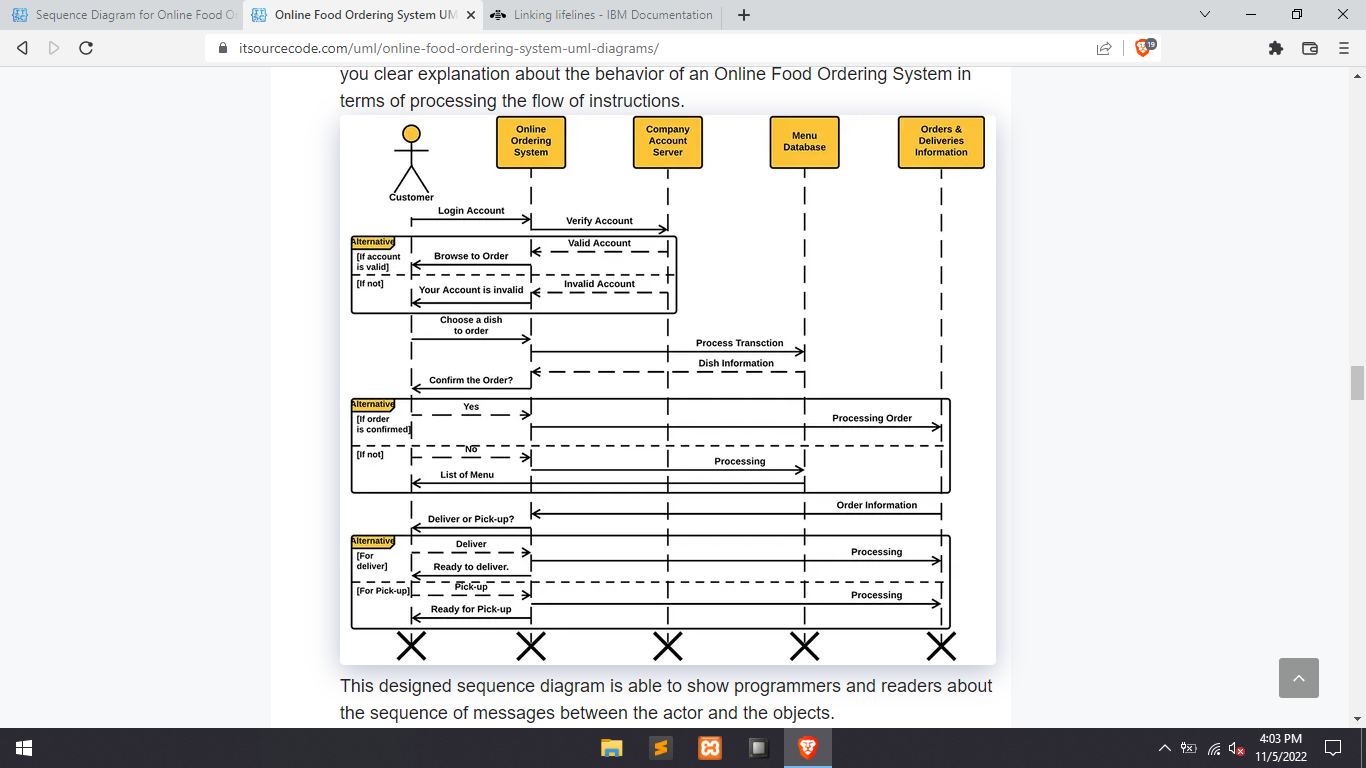 Sequence Diagram for Online Food O
Online Food Ordering System UM
Linking lifelines - IBM Documentation
itsourcecode.com/uml/online-food-ordering-system-uml-diagrams/
19
you clear explanation about the behavior of an Online Food Ordering System in
terms of processing the flow of instructions.
Customer
Online
Ordering
System
Company
Account
Server
Menu
Database
Orders &
Deliveries
Information
Login Account
Verify Account
Alternative
Valid Account
[If account
is valid]
Browse to Order
[If not]
Your Account is invalid
Invalid Account
Choose a dish
to order
Process Transction
Dish Information
Confirm the Order?
Alternative
Yes
[If order
is confirmed]
Processing Order
[If not]
No
Processing
List of Menu
Order Information
Deliver or Pick-up?
Alternative
Deliver
[For
deliver]
Processing
Ready to deliver.
[For Pick-up]
Pick-up
Processing
Ready for Pick-up
This designed sequence diagram is able to show programmers and readers about
the sequence of messages between the actor and the objects.
4:03 PM
11/5/2022